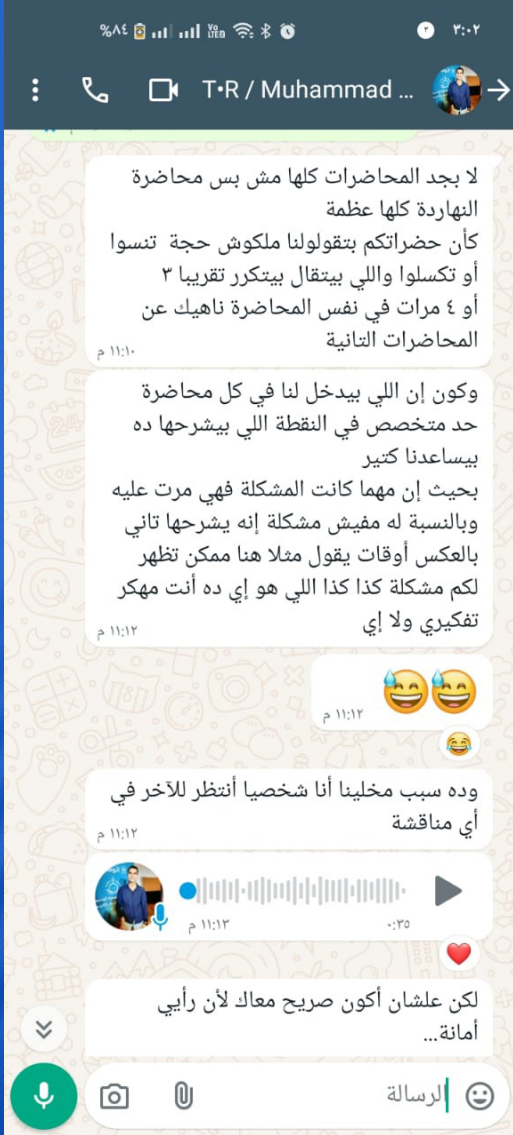 ٣:٠٢
٢
%٨٤
T•R / Muhammad ...
لا بجد المحاضرات كلها مش بس محاضرة
النهاردة كلها عظمة
كأن حضراتكم بتقولولنا ملكوش حجة تنسوا
أو تكسلوا واللي بيتقال بيتكرر تقريبا ٣
أو ٤ مرات في نفس المحاضرة ناهيك عن
المحاضرات التانية
١١:١٠ م
وكون إن اللي بيدخل لنا في كل محاضرة
حد متخصص في النقطة اللي بيشرحها ده
بيساعدنا كتير
بحيث إن مهما كانت المشكلة فهي مرت عليه
وبالنسبة له مفيش مشكلة إنه يشرحها تاني
بالعكس أوقات يقول مثلا هنا ممكن تظهر
لكم مشكلة كذا كذا اللي هو إي ده أنت مهكر
تفكيري ولا إي
١١:١٢ م
١١:١٢ م
وده سبب مخلينا أنا شخصيا أنتظر للآخر في
أي مناقشة
١١:١٢ م
٠:٣٥
١١:١٣ م
لكن علشان أكون صريح معاك لأن رأيي
أمانة...
الرسالة